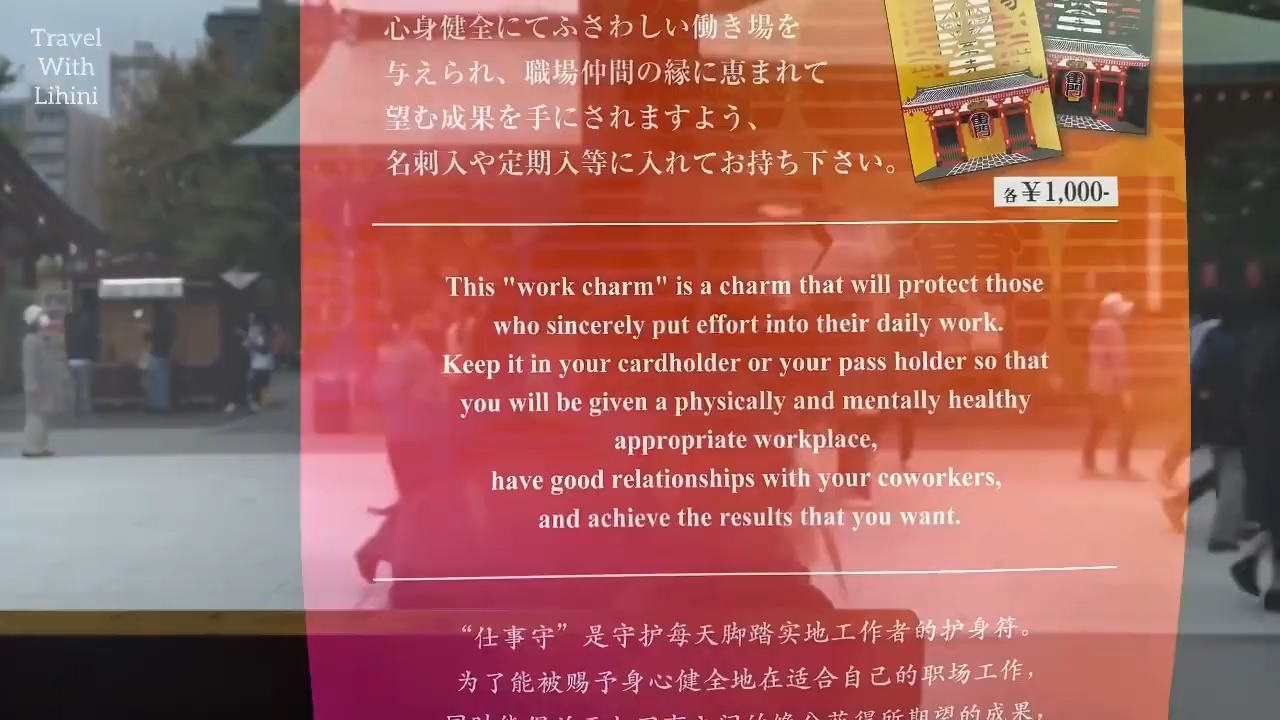 Travel
With
Lihini
心身健全にてふさわしい働き場を
与えられ、職場仲間の縁に恵まれて
望む成果を手にされますよう、
名刺入や定期入等に入れてお持ち下さい。
各¥1,000-
This "work charm" is a charm that will protect those
who sincerely put effort into their daily work.
Keep it in your cardholder or your pass holder so that
you will be given a physically and mentally healthy
appropriate workplace,
have good relationships with your coworkers,
and achieve the results that you want.
“仕事守”是守护每天脚踏实地工作者的护身符。
为了能被赐予身心健全地在适合自己的职场工作，